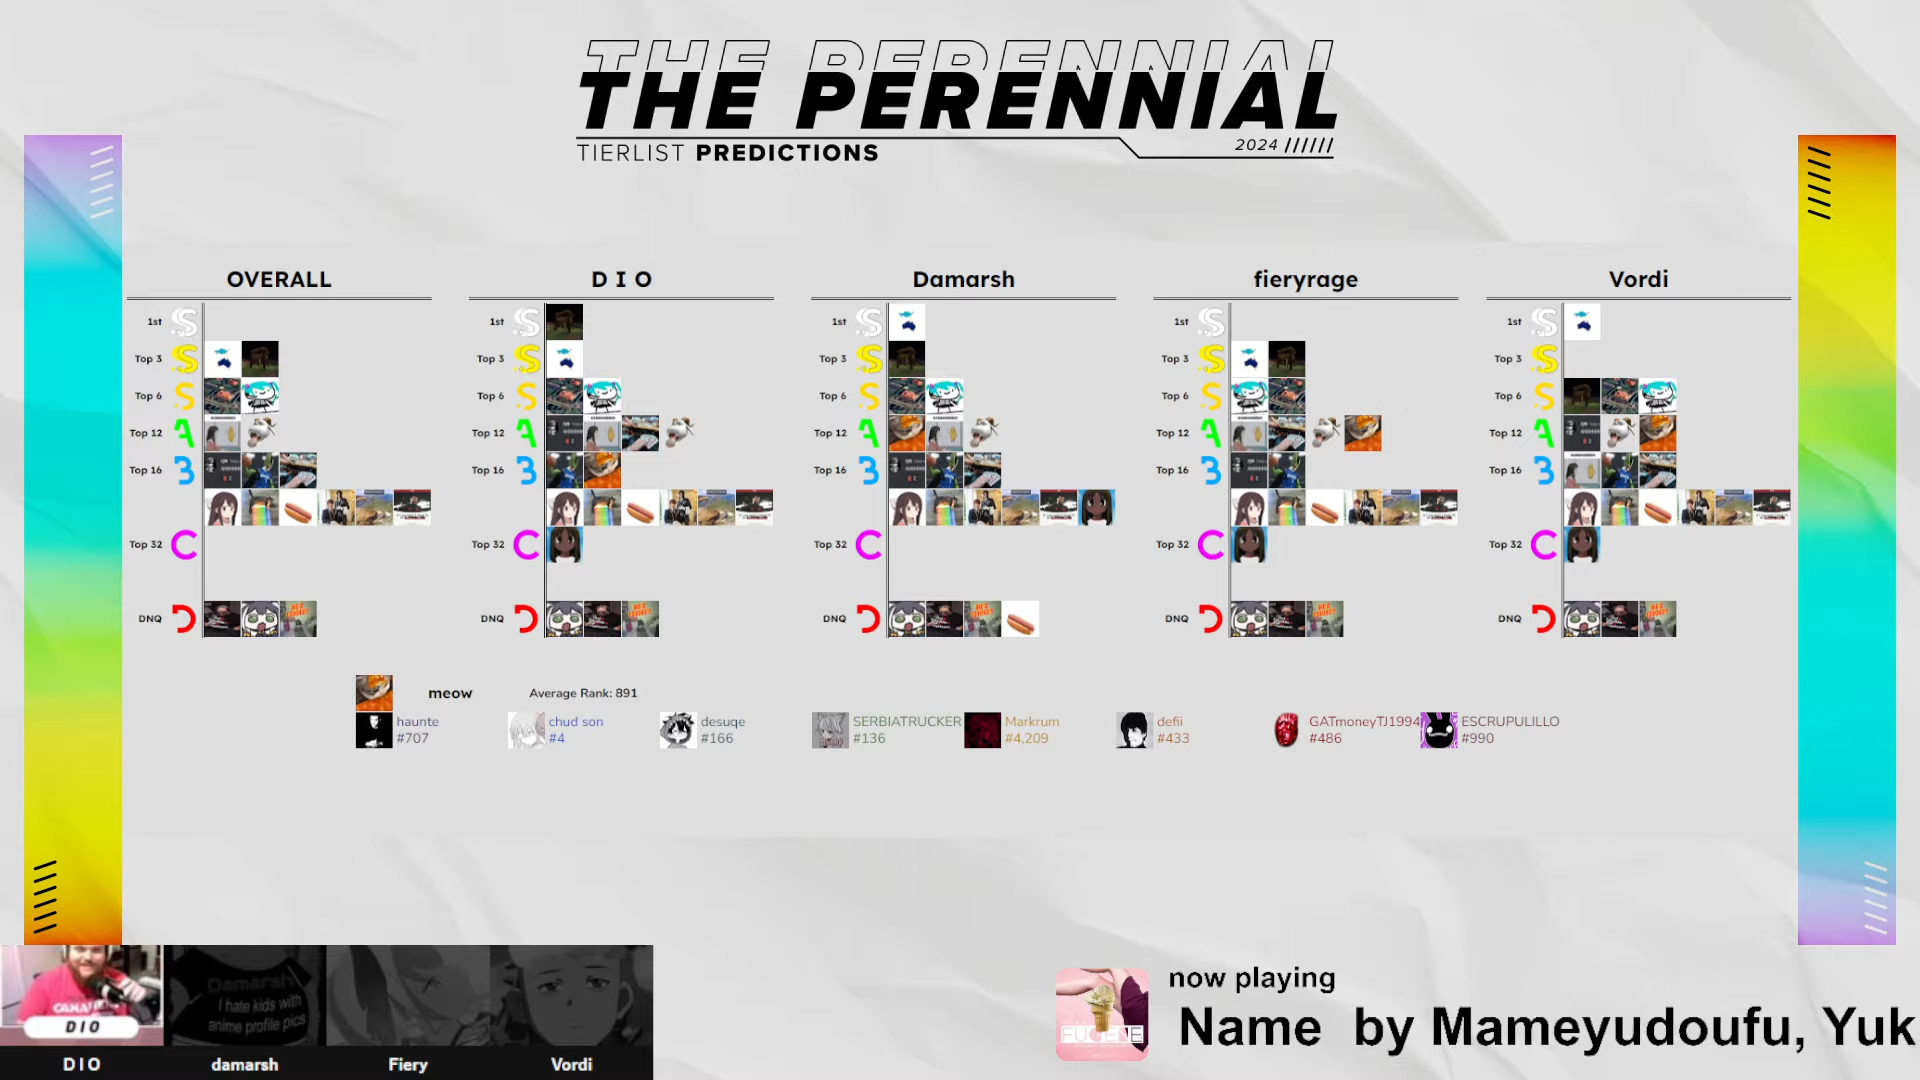 THE PERENNIAL
THE PERENNIAL
TIERLIST PREDICTIONS
2024 //////
OVERALL
1st S
Top 3 S
Top 6 S
Top 12 A
Top 16 B
Top 32 C
DNQ D
D I O
1st S
Top 3 S
Top 6 S
Top 12 A
Top 16 B
Top 32 C
DNQ D
Damarsh
1st S
Top 3 S
Top 6 S
Top 12 A
Top 16 B
Top 32 C
DNQ D
fieryrage
1st S
Top 3 S
Top 6 S
Top 12 A
Top 16 B
Top 32 C
DNQ D
Vordi
1st S
Top 3 S
Top 6 S
Top 12 A
Top 16 B
Top 32 C
DNQ D
meow Average Rank: 891
haunte
#707
chud son
#4
desuqe
#166
SERBIATRUCKER
#136
Markrum
#4,209
defii
#433
GATmoneyTJ1994
#486
ESCRUPULILLO
#990
DIO
Damarsh
I hate kids with
anime profile pics
D I O
damarsh
Fiery
Vordi
now playing
Name by Mameyudoufu, Yuk